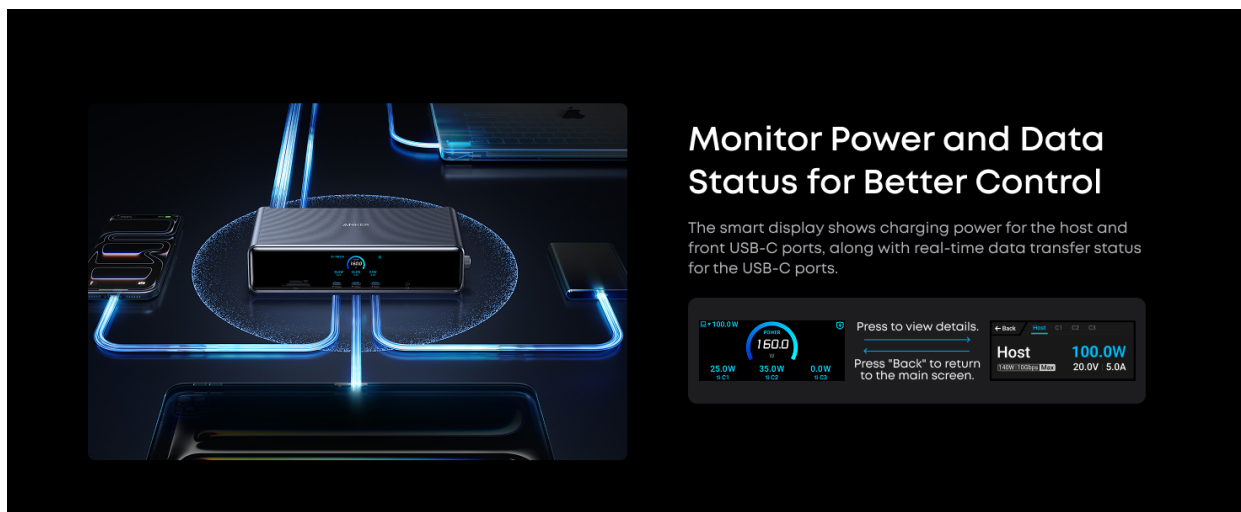 Monitor Power and Data
Status for Better Control
The smart display shows charging power for the host and
front USB-C ports, along with real-time data transfer status
for the USB-C ports.
ANKER
160.0
100.0W
POWER
160.0
W
25.0W
35.0W
0.0W
C1
C2
C3
Press to view details.
Press "Back" to return
to the main screen.
← Back Host C1 C2 C3
Host 100.0W
140W 10Gbps Max 20.0V 5.0A